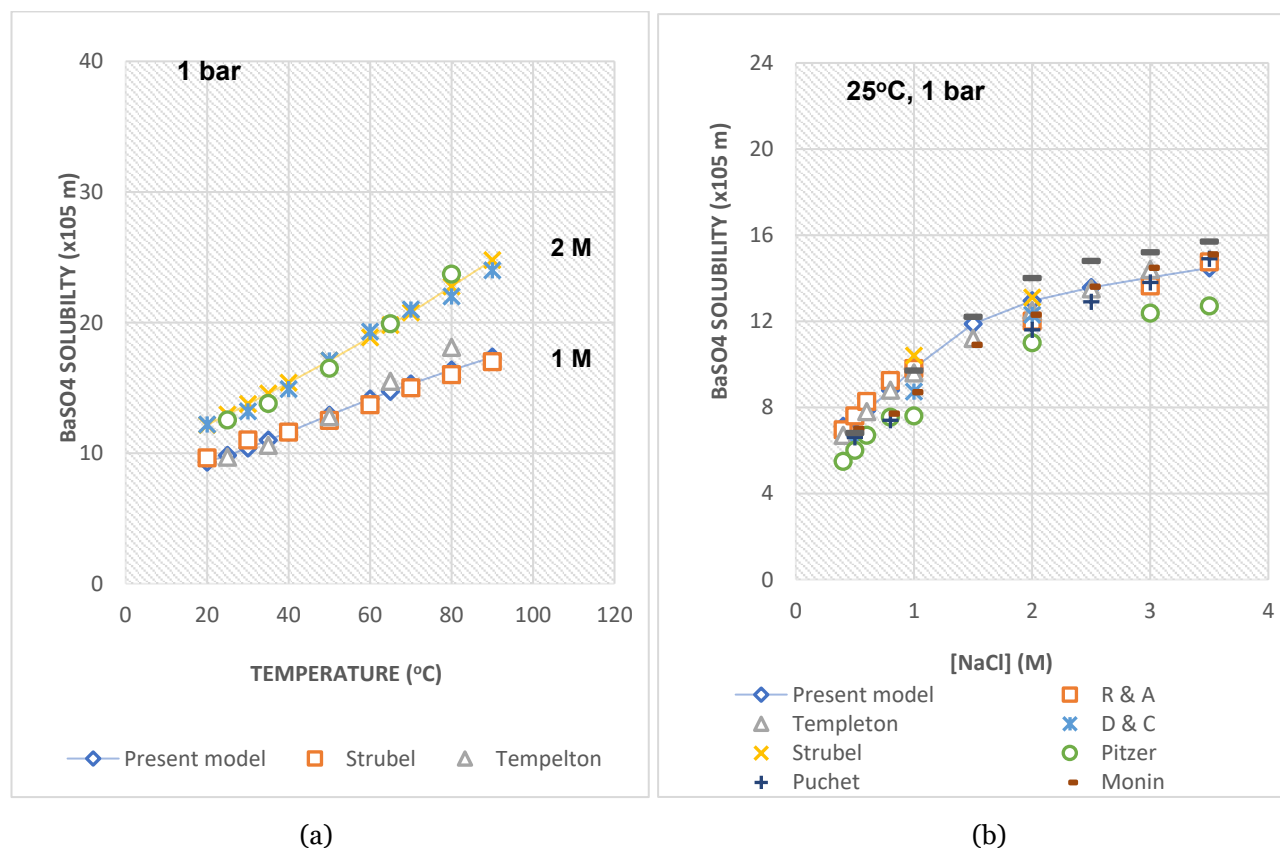 1 bar
BaSO4 SOLUBILTY (x105 m)
40
30
20
10
0
2 M
1 M
0 20 40 60 80 100 120
TEMPERATURE (oC)
Present model Strubel Tempelton
(a)
25oC, 1 bar
BaSO4 SOLUBILITY (x105 m)
24
20
16
12
8
4
0
0 1 2 3 4
[NaCl] (M)
Present model R & A
Templeton D & C
Strubel Pitzer
Puchet Monin
(b)